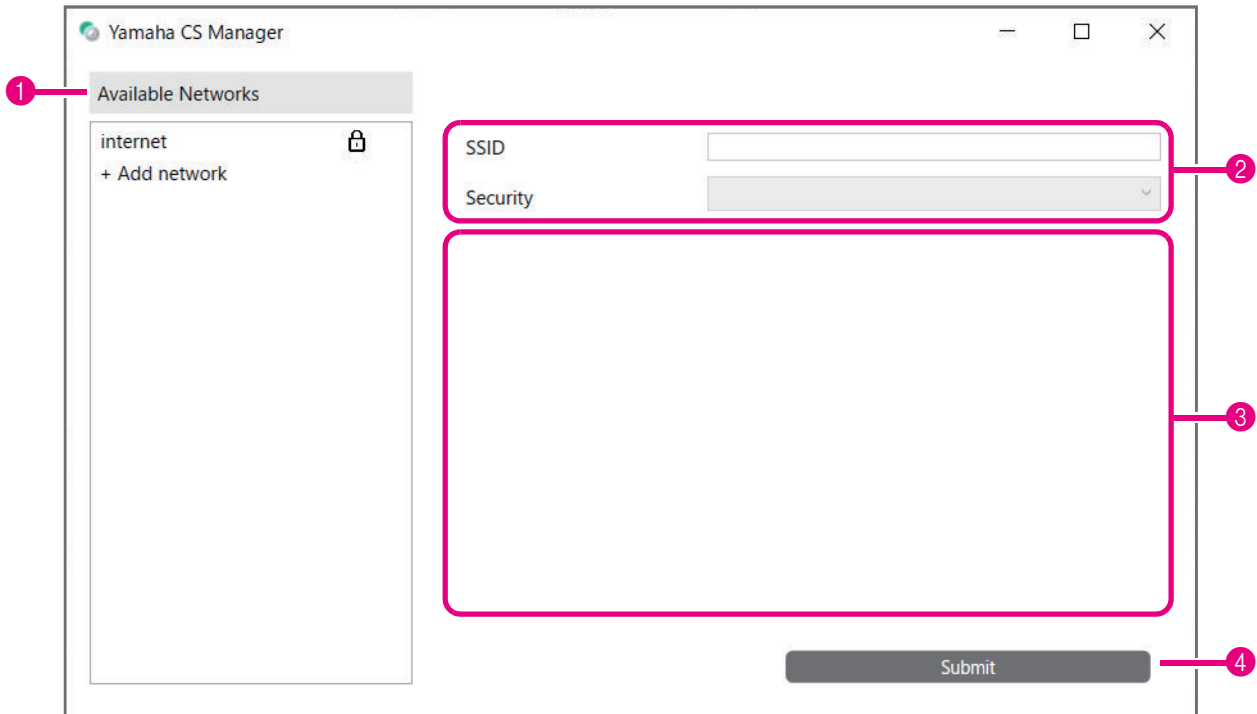 Yamaha CS Manager
1
Available Networks
internet
+ Add network
SSID
Security
2
3
Submit
4